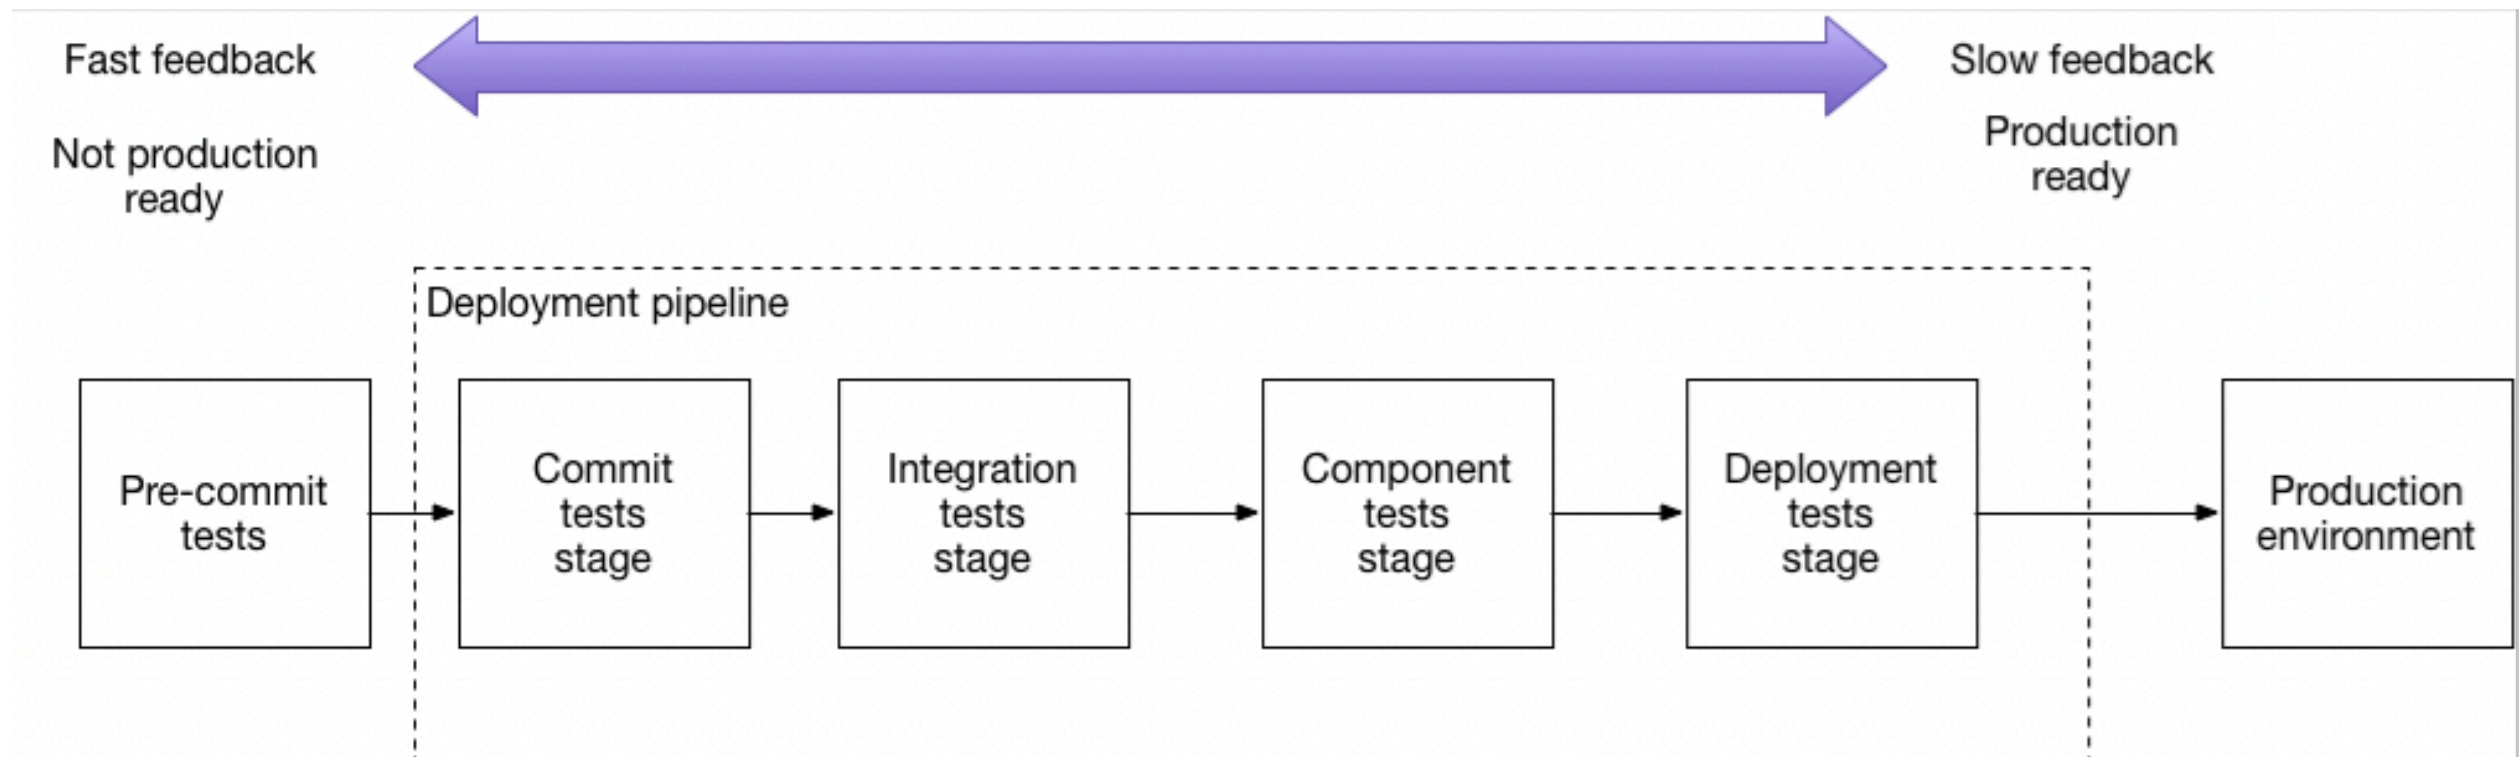 Fast feedback
Slow feedback
Not production
ready
Production
ready
Deployment pipeline
Pre-commit
tests
Commit
tests
stage
Integration
tests
stage
Component
tests
stage
Deployment
tests
stage
Production
environment